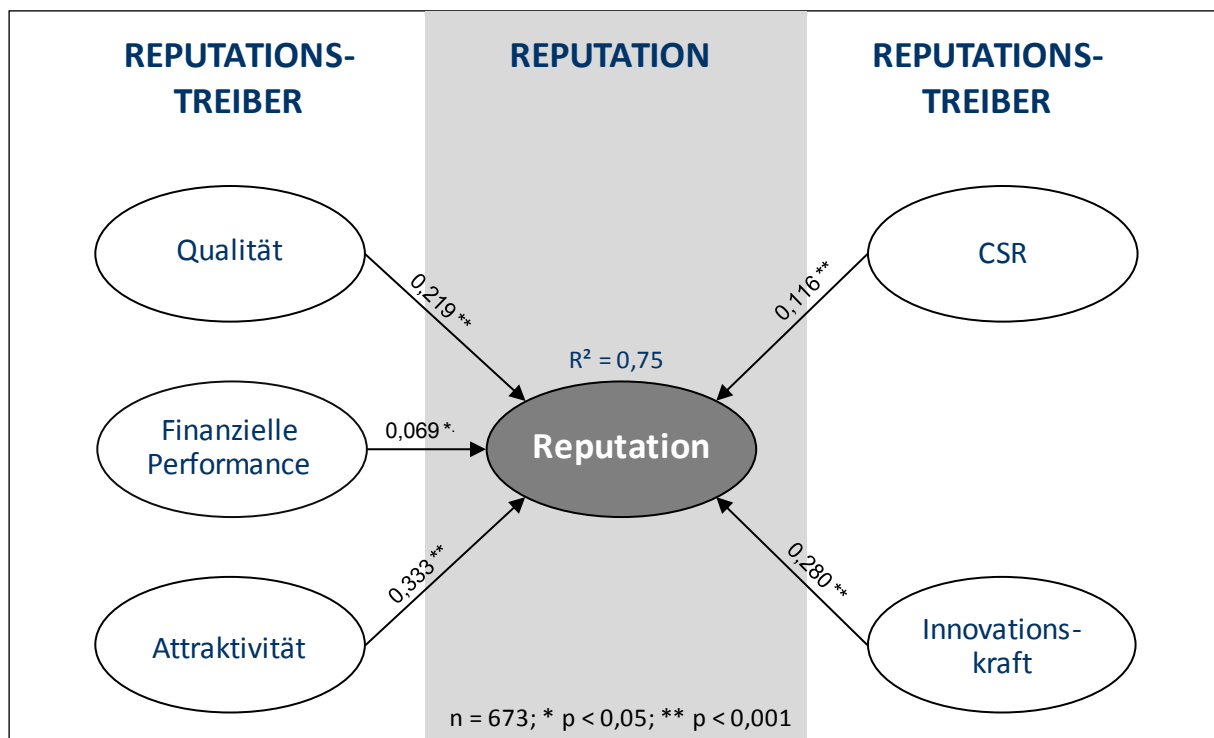 REPUTATIONS-
TREIBER
REPUTATION
REPUTATIONS-
TREIBER
Qualität
CSR
0,219 **
0,116 **
R² = 0,75
Finanzielle
Performance
0,069 *.
Reputation
0,333 **
0,280 **
Attraktivität
Innovations-
kraft
n = 673; * p < 0,05; ** p < 0,001